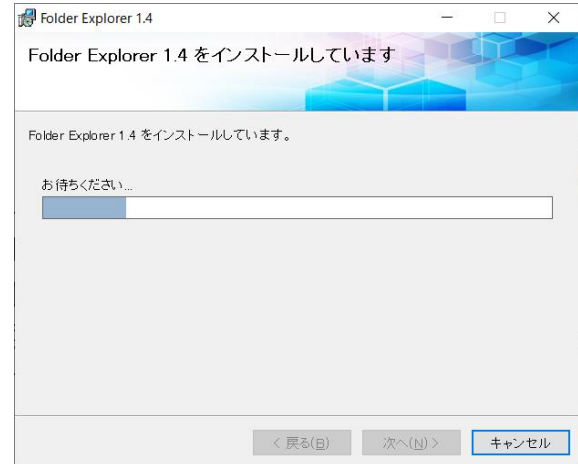 Folder Explorer 1.4
Folder Explorer 1.4 をインストールしています
Folder Explorer 1.4 をインストールしています。
お待ちください...
< 戻る(B)
次へ(N) >
キャンセル